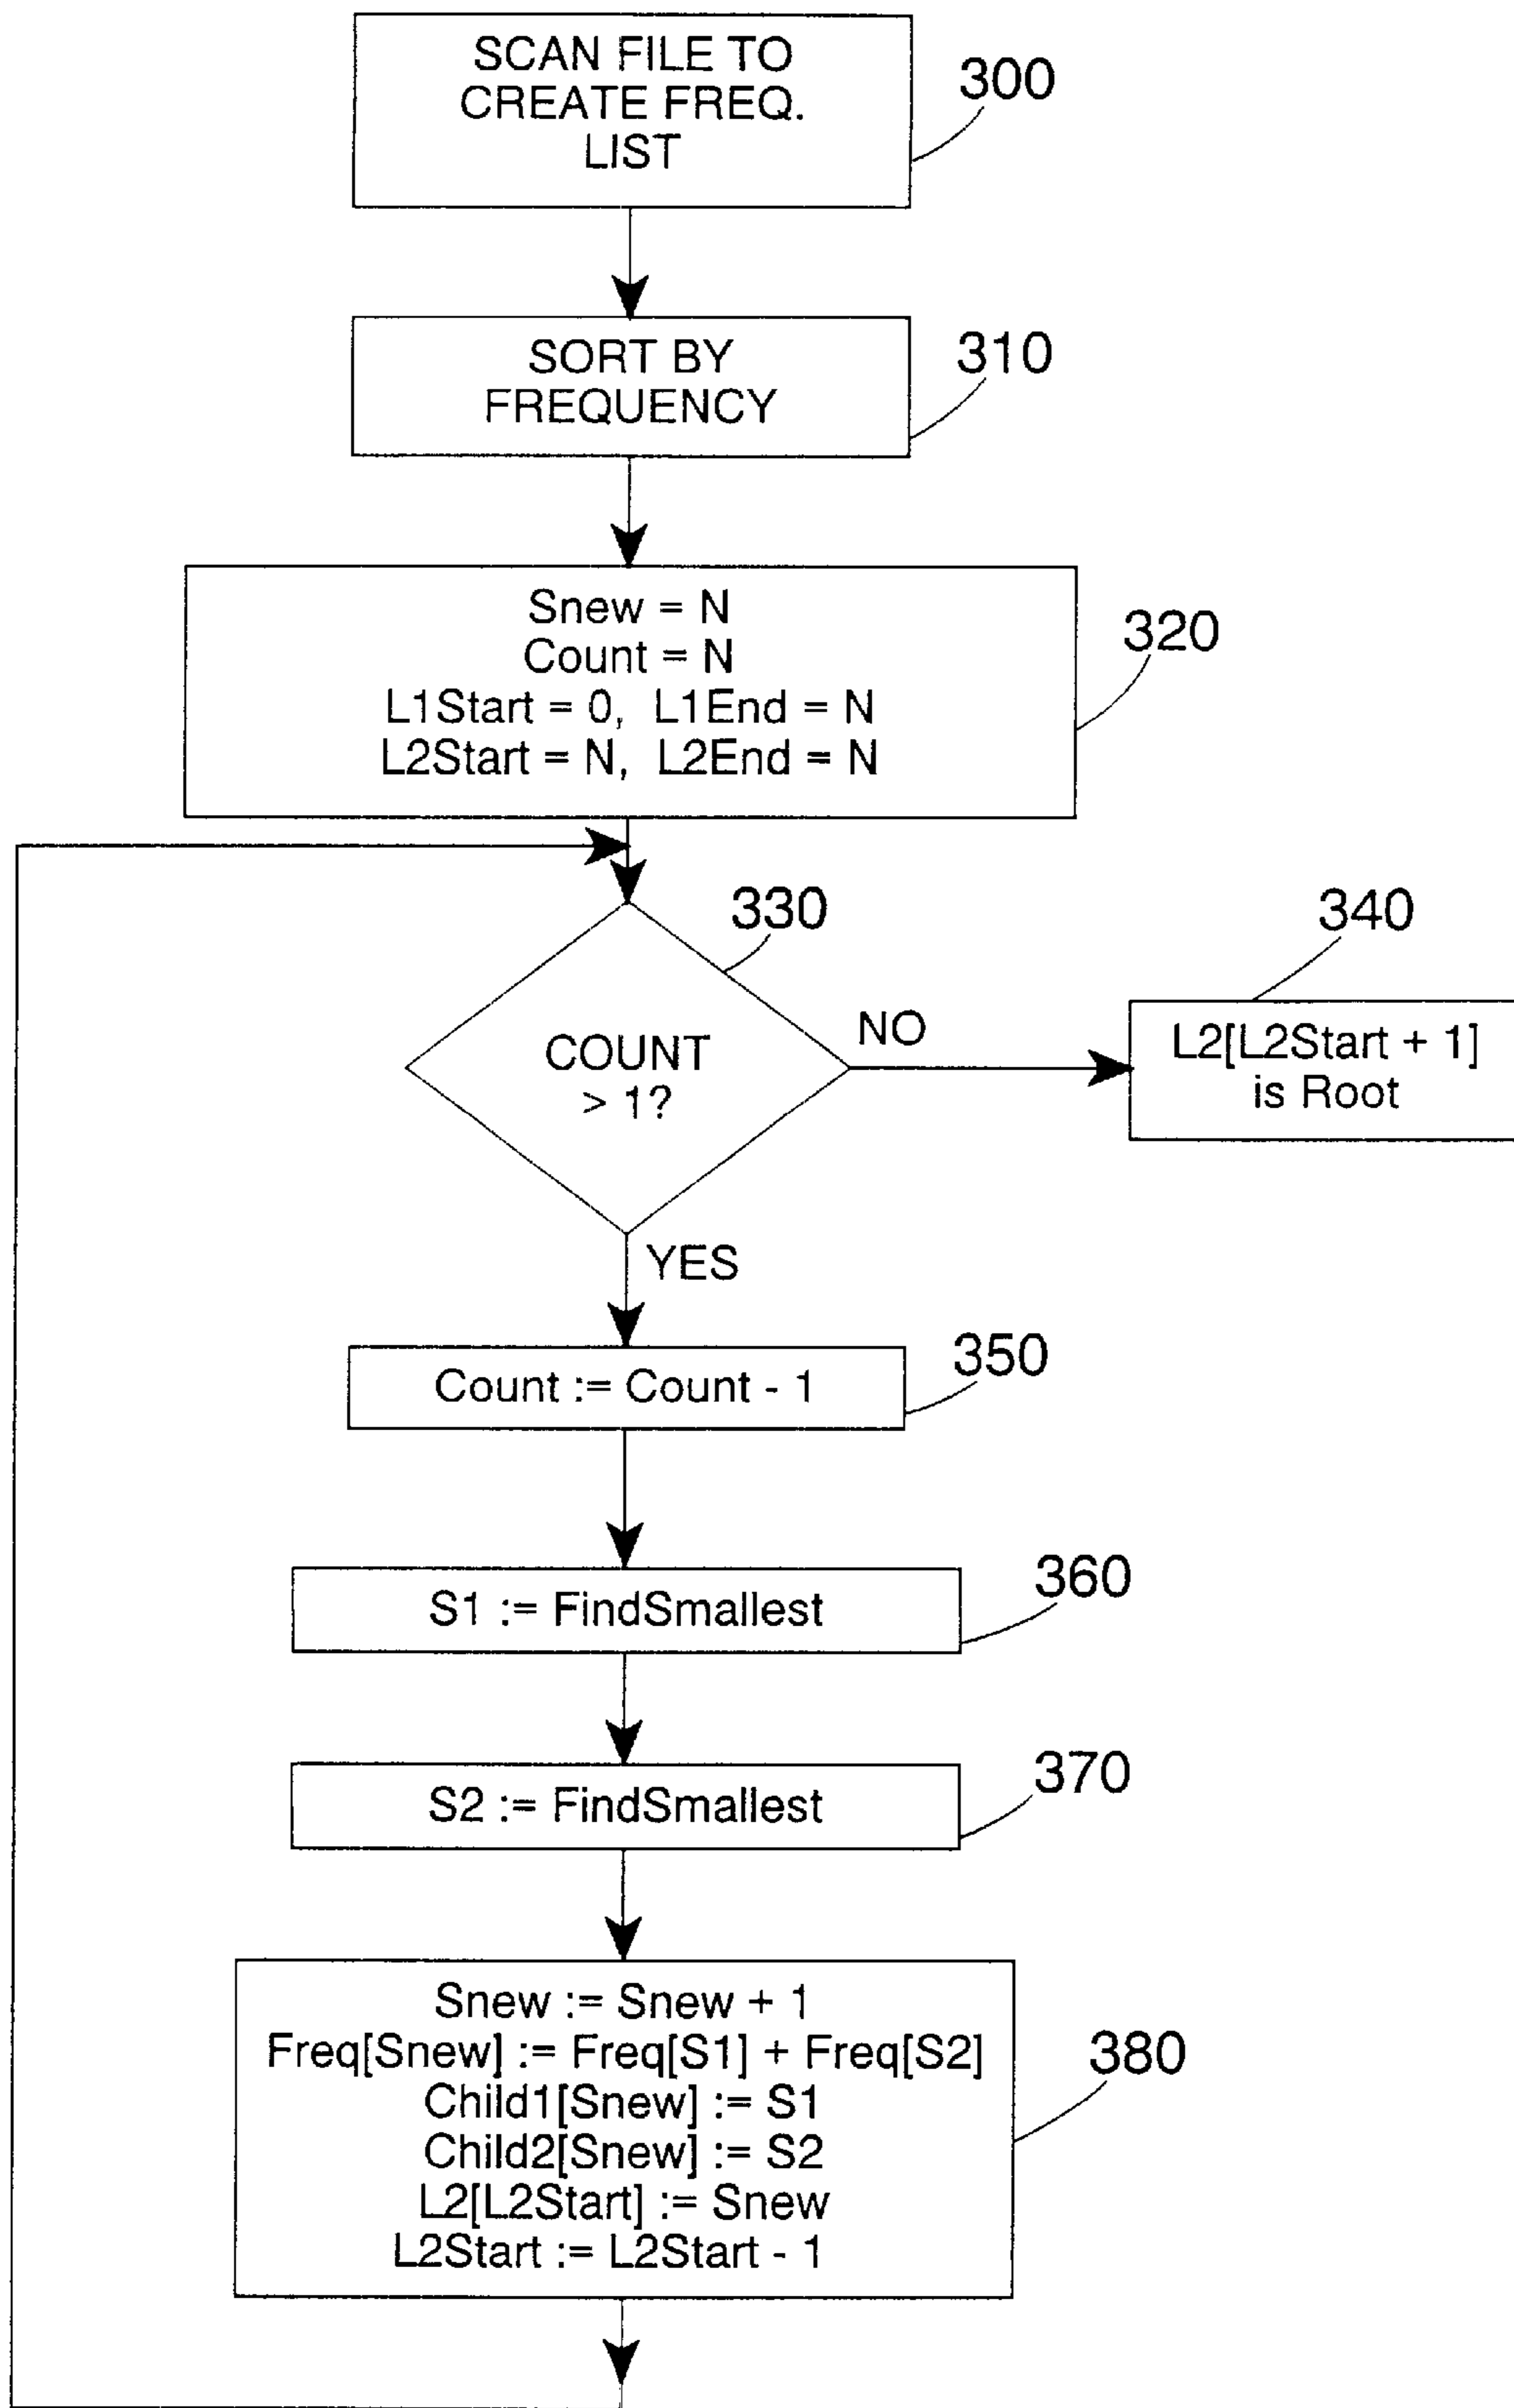 SCAN FILE TO
CREATE FREQ.
LIST
300
SORT BY
FREQUENCY
310
Snew = N
Count = N
L1Start = 0, L1End = N
L2Start = N, L2End = N
320
330
COUNT
> 1?
NO
340
L2[L2Start + 1]
is Root
YES
Count := Count - 1
350
S1 := FindSmallest
360
S2 := FindSmallest
370
Snew := Snew + 1
Freq[Snew] := Freq[S1] + Freq[S2]
Child1[Snew] := S1
Child2[Snew] := S2
L2[L2Start] := Snew
L2Start := L2Start - 1
380